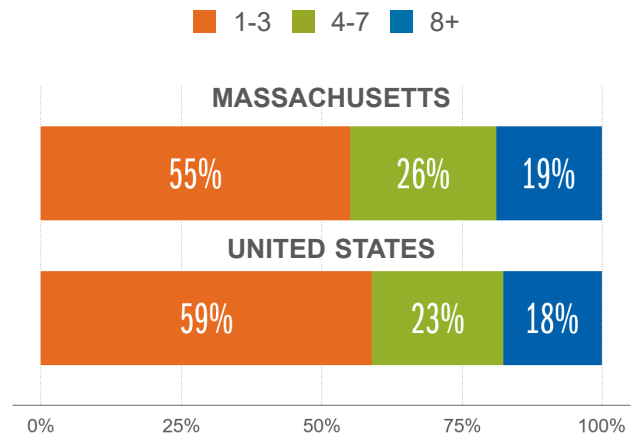 1-3 4-7 8+
MASSACHUSETTS
55% 26% 19%
UNITED STATES
59% 23% 18%
0% 25% 50% 75% 100%